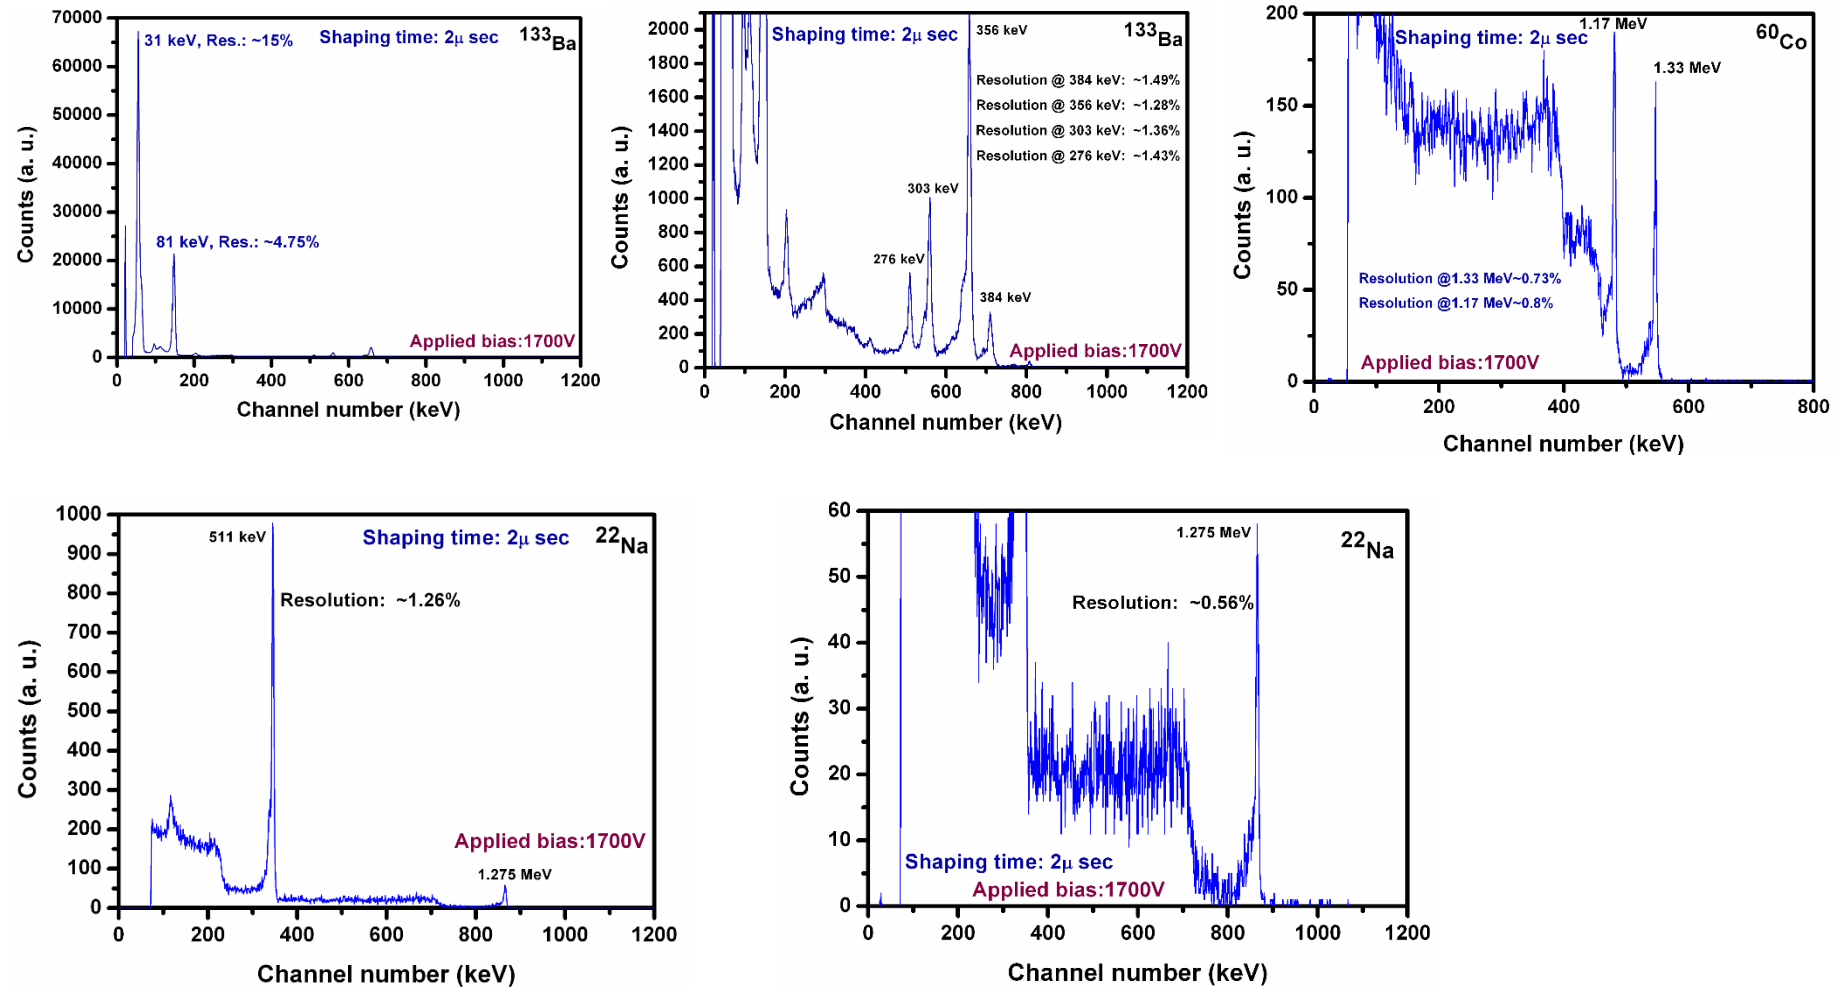 70000
60000
50000
40000
30000
20000
10000
0
Counts (a. u.)
31 keV, Res.: ~15%
Shaping time: 2μ sec
133Ba
81 keV, Res.: ~4.75%
Applied bias:1700V
0 200 400 600 800 1000 1200
Channel number (keV)
2000
1800
1600
1400
1200
1000
800
600
400
200
0
Counts (a. u.)
Shaping time: 2μ sec
356 keV
133Ba
Resolution @ 384 keV: ~1.49%
Resolution @ 356 keV: ~1.28%
Resolution @ 303 keV: ~1.36%
Resolution @ 276 keV: ~1.43%
303 keV
276 keV
384 keV
Applied bias:1700V
0 200 400 600 800 1000 1200
Channel number (keV)
200
150
100
50
0
Counts (a. u.)
1.17 MeV
60Co
Shaping time: 2μ sec
1.33 MeV
Resolution @1.33 MeV~0.73%
Resolution @1.17 MeV~0.8%
Applied bias:1700V
0 200 400 600 800
Channel number (keV)
1000
900
800
700
600
500
400
300
200
100
0
Counts (a. u.)
511 keV
Shaping time: 2μ sec
22Na
Resolution: ~1.26%
Applied bias:1700V
1.275 MeV
0 200 400 600 800 1000 1200
Channel number (keV)
60
50
40
30
20
10
0
Counts (a. u.)
1.275 MeV
22Na
Resolution: ~0.56%
Shaping time: 2μ sec
Applied bias:1700V
0 200 400 600 800 1000 1200
Channel number (keV)